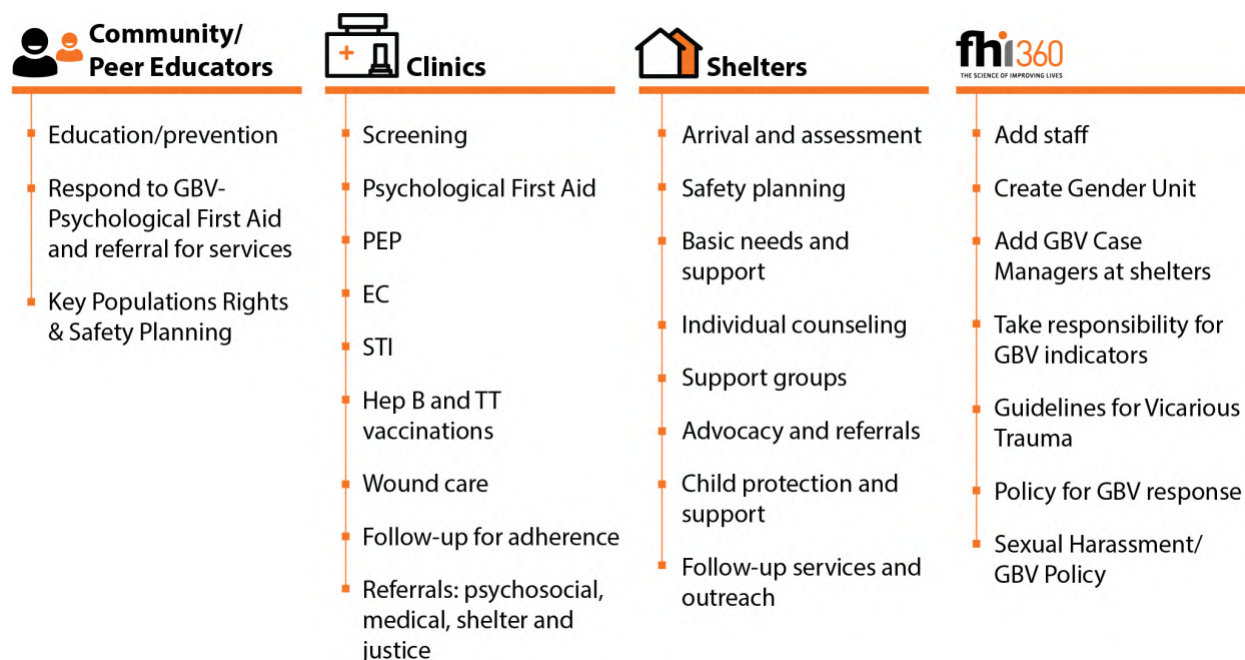 Community/
Peer Educators
Education/prevention
Respond to GBV-
Psychological First Aid
and referral for services
Key Populations Rights
& Safety Planning
Clinics
Screening
Psychological First Aid
PEP
EC
STI
Hep B and TT
vaccinations
Wound care
Follow-up for adherence
Referrals: psychosocial,
medical, shelter and
justice
Shelters
Arrival and assessment
Safety planning
Basic needs and
support
Individual counseling
Support groups
Advocacy and referrals
Child protection and
support
Follow-up services and
outreach
fhi360
THE SCIENCE OF IMPROVING LIVES
Add staff
Create Gender Unit
Add GBV Case
Managers at shelters
Take responsibility for
GBV indicators
Guidelines for Vicarious
Trauma
Policy for GBV response
Sexual Harassment/
GBV Policy